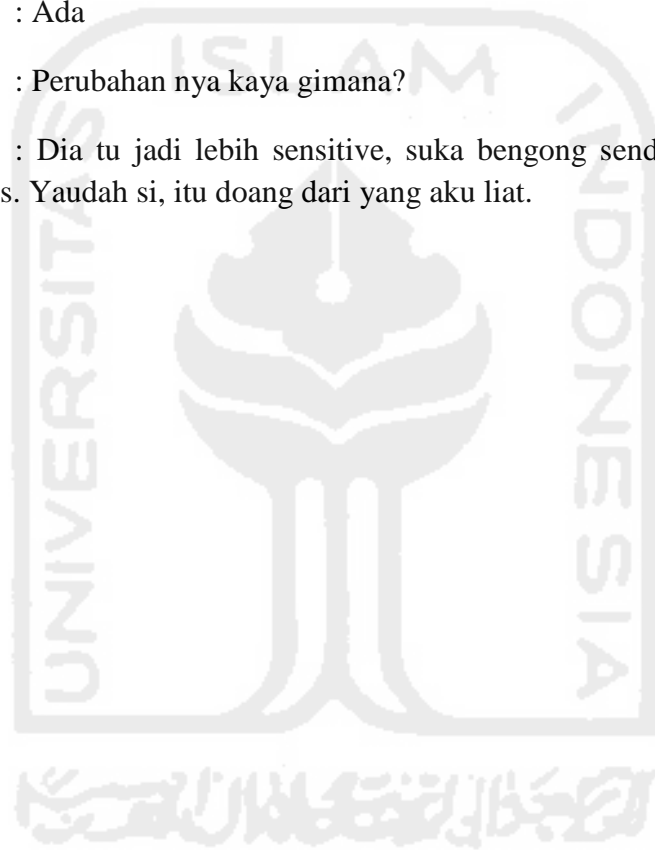 : Ada
: Perubahan nya kaya gimana?
: Dia tu jadi lebih sensitive, suka bengong send
s. Yaudah si, itu doang dari yang aku liat.
ISLAM
UNIVERSITAS
INDONESIA